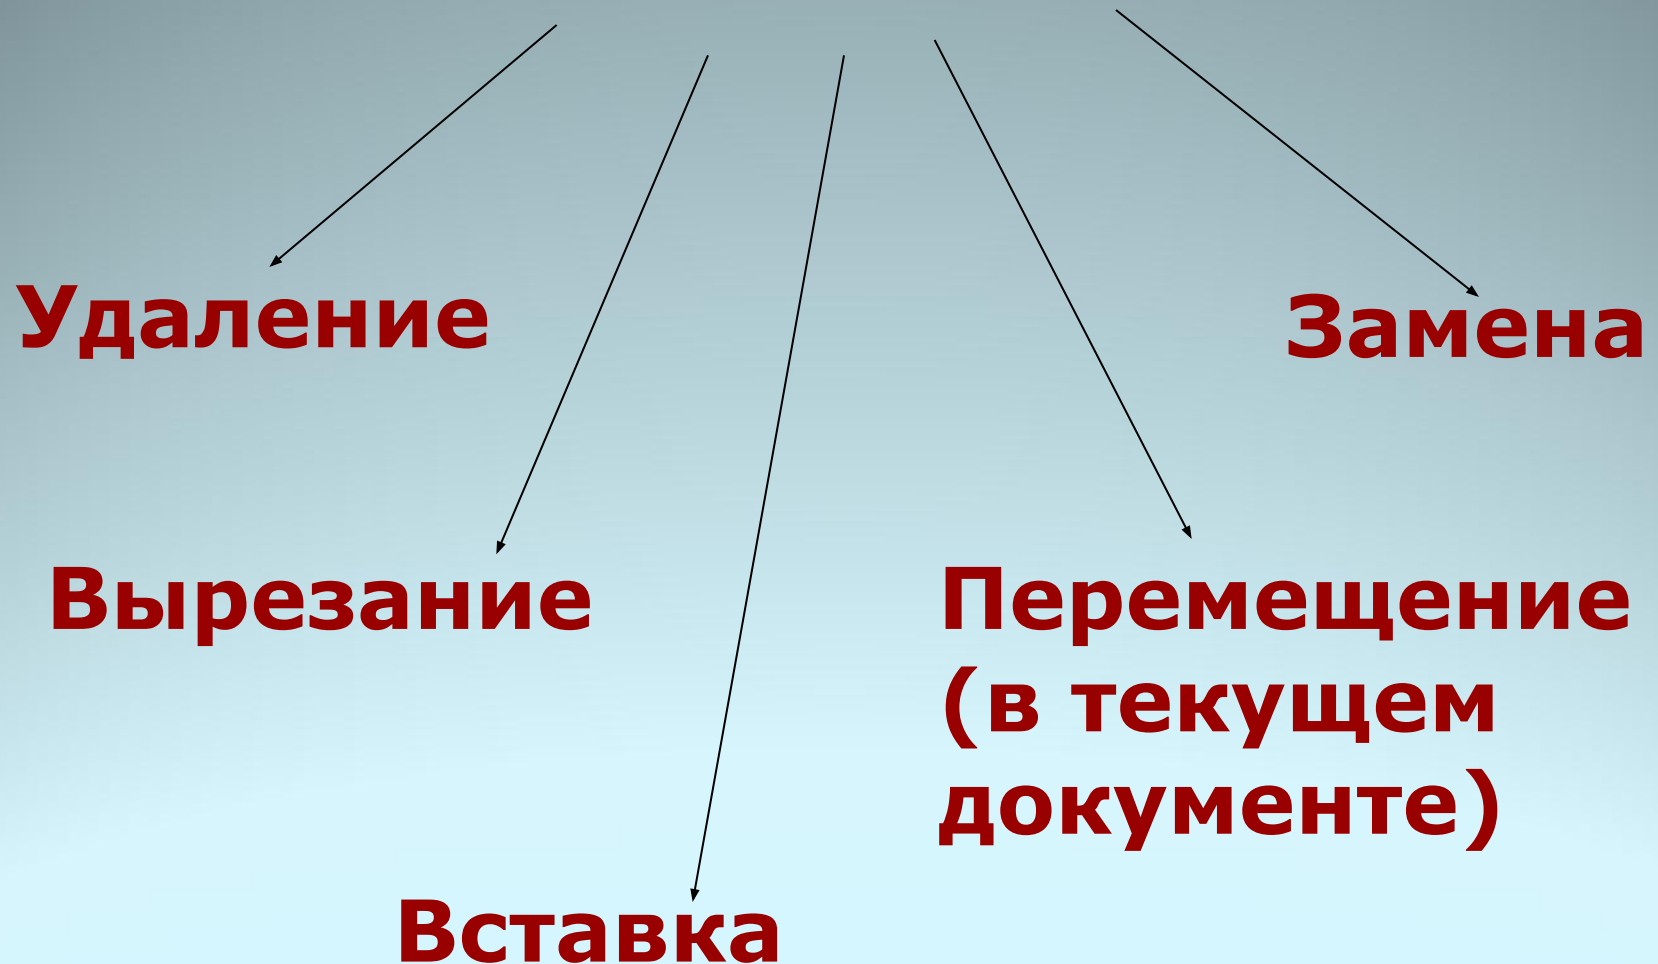 Удаление
Замена
Вырезание
Перемещение
(в текущем
документе)
Вставка